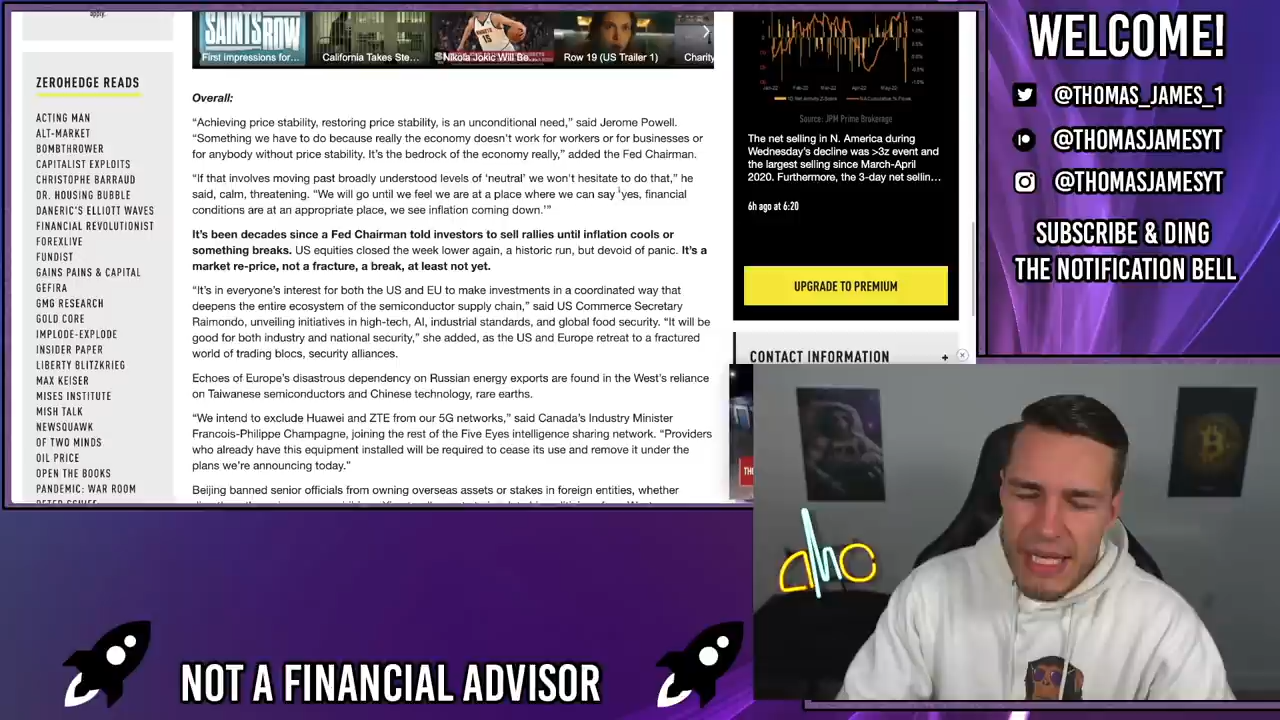 apply.
ZEROHEDGE READS
ACTING MAN
ALT-MARKET
BOMBTHROWER
CAPITALIST EXPLOITS
CHRISTOPHE BARRAUD
DR. HOUSING BUBBLE
DANERIC'S ELLIOTT WAVES
FINANCIAL REVOLUTIONIST
FOREXLIVE
FUNDIST
GAINS PAINS & CAPITAL
GEFIRA
GMG RESEARCH
GOLD CORE
IMPLODE-EXPLODE
INSIDER PAPER
LIBERTY BLITZKRIEG
MAX KEISER
MISES INSTITUTE
MISH TALK
NEWSQUAWK
OF TWO MINDS
OIL PRICE
OPEN THE BOOKS
PANDEMIC: WAR ROOM
SAINTS ROW
First impressions for...
California Takes Ste...
Nikola Jokic Will Be...
Row 19 (US Trailer 1)
Charity
Overall:
“Achieving price stability, restoring price stability, is an unconditional need,” said Jerome Powell.
“Something we have to do because really the economy doesn't work for workers or for businesses or
for anybody without price stability. It's the bedrock of the economy really,” added the Fed Chairman.
“If that involves moving past broadly understood levels of 'neutral' we won't hesitate to do that,” he
said, calm, threatening. “We will go until we feel we are at a place where we can say 'yes, financial
conditions are at an appropriate place, we see inflation coming down.'”
It's been decades since a Fed Chairman told investors to sell rallies until inflation cools or
something breaks. US equities closed the week lower again, a historic run, but devoid of panic. It's a
market re-price, not a fracture, a break, at least not yet.
“It's in everyone's interest for both the US and EU to make investments in a coordinated way that
deepens the entire ecosystem of the semiconductor supply chain,” said US Commerce Secretary
Raimondo, unveiling initiatives in high-tech, AI, industrial standards, and global food security. “It will be
good for both industry and national security,” she added, as the US and Europe retreat to a fractured
world of trading blocs, security alliances.
Echoes of Europe's disastrous dependency on Russian energy exports are found in the West's reliance
on Taiwanese semiconductors and Chinese technology, rare earths.
“We intend to exclude Huawei and ZTE from our 5G networks,” said Canada's Industry Minister
Francois-Philippe Champagne, joining the rest of the Five Eyes intelligence sharing network. “Providers
who already have this equipment installed will be required to cease its use and remove it under the
plans we're announcing today.”
Beijing banned senior officials from owning overseas assets or stakes in foreign entities, whether
Source: JPM Prime Brokerage
The net selling in N. America during
Wednesday's decline was >3z event and
the largest selling since March-April
2020. Furthermore, the 3-day net sellin...
6h ago at 6:20
UPGRADE TO PREMIUM
CONTACT INFORMATION +
WELCOME!
@THOMAS_JAMES_1
@THOMASJAMESYT
@THOMASJAMESYT
SUBSCRIBE & DING
THE NOTIFICATION BELL
amc
NOT A FINANCIAL ADVISOR